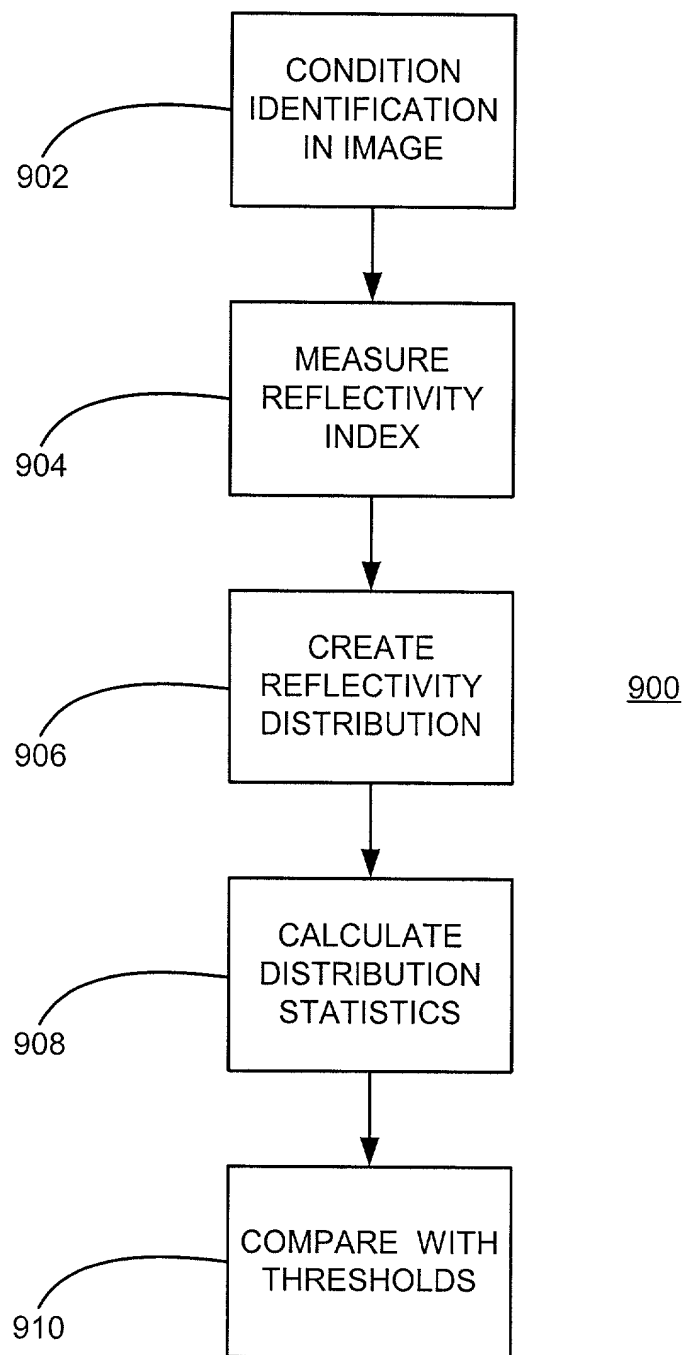 CONDITION
IDENTIFICATION
IN IMAGE
902
MEASURE
REFLECTIVITY
INDEX
904
CREATE
REFLECTIVITY
DISTRIBUTION
900
906
CALCULATE
DISTRIBUTION
STATISTICS
908
COMPARE WITH
THRESHOLDS
910